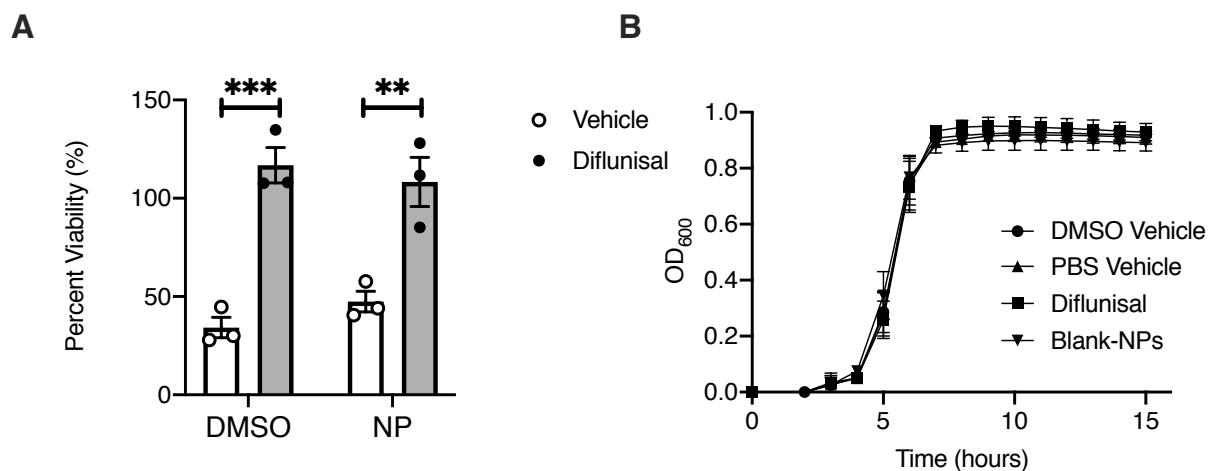 A
Percent Viability (%)
150
100
50
0
***
**
DMSO
NP
Vehicle
Diflunisal
B
OD600
1.0
0.8
0.6
0.4
0.2
0.0
0
5
10
15
Time (hours)
DMSO Vehicle
PBS Vehicle
Diflunisal
Blank-NPs